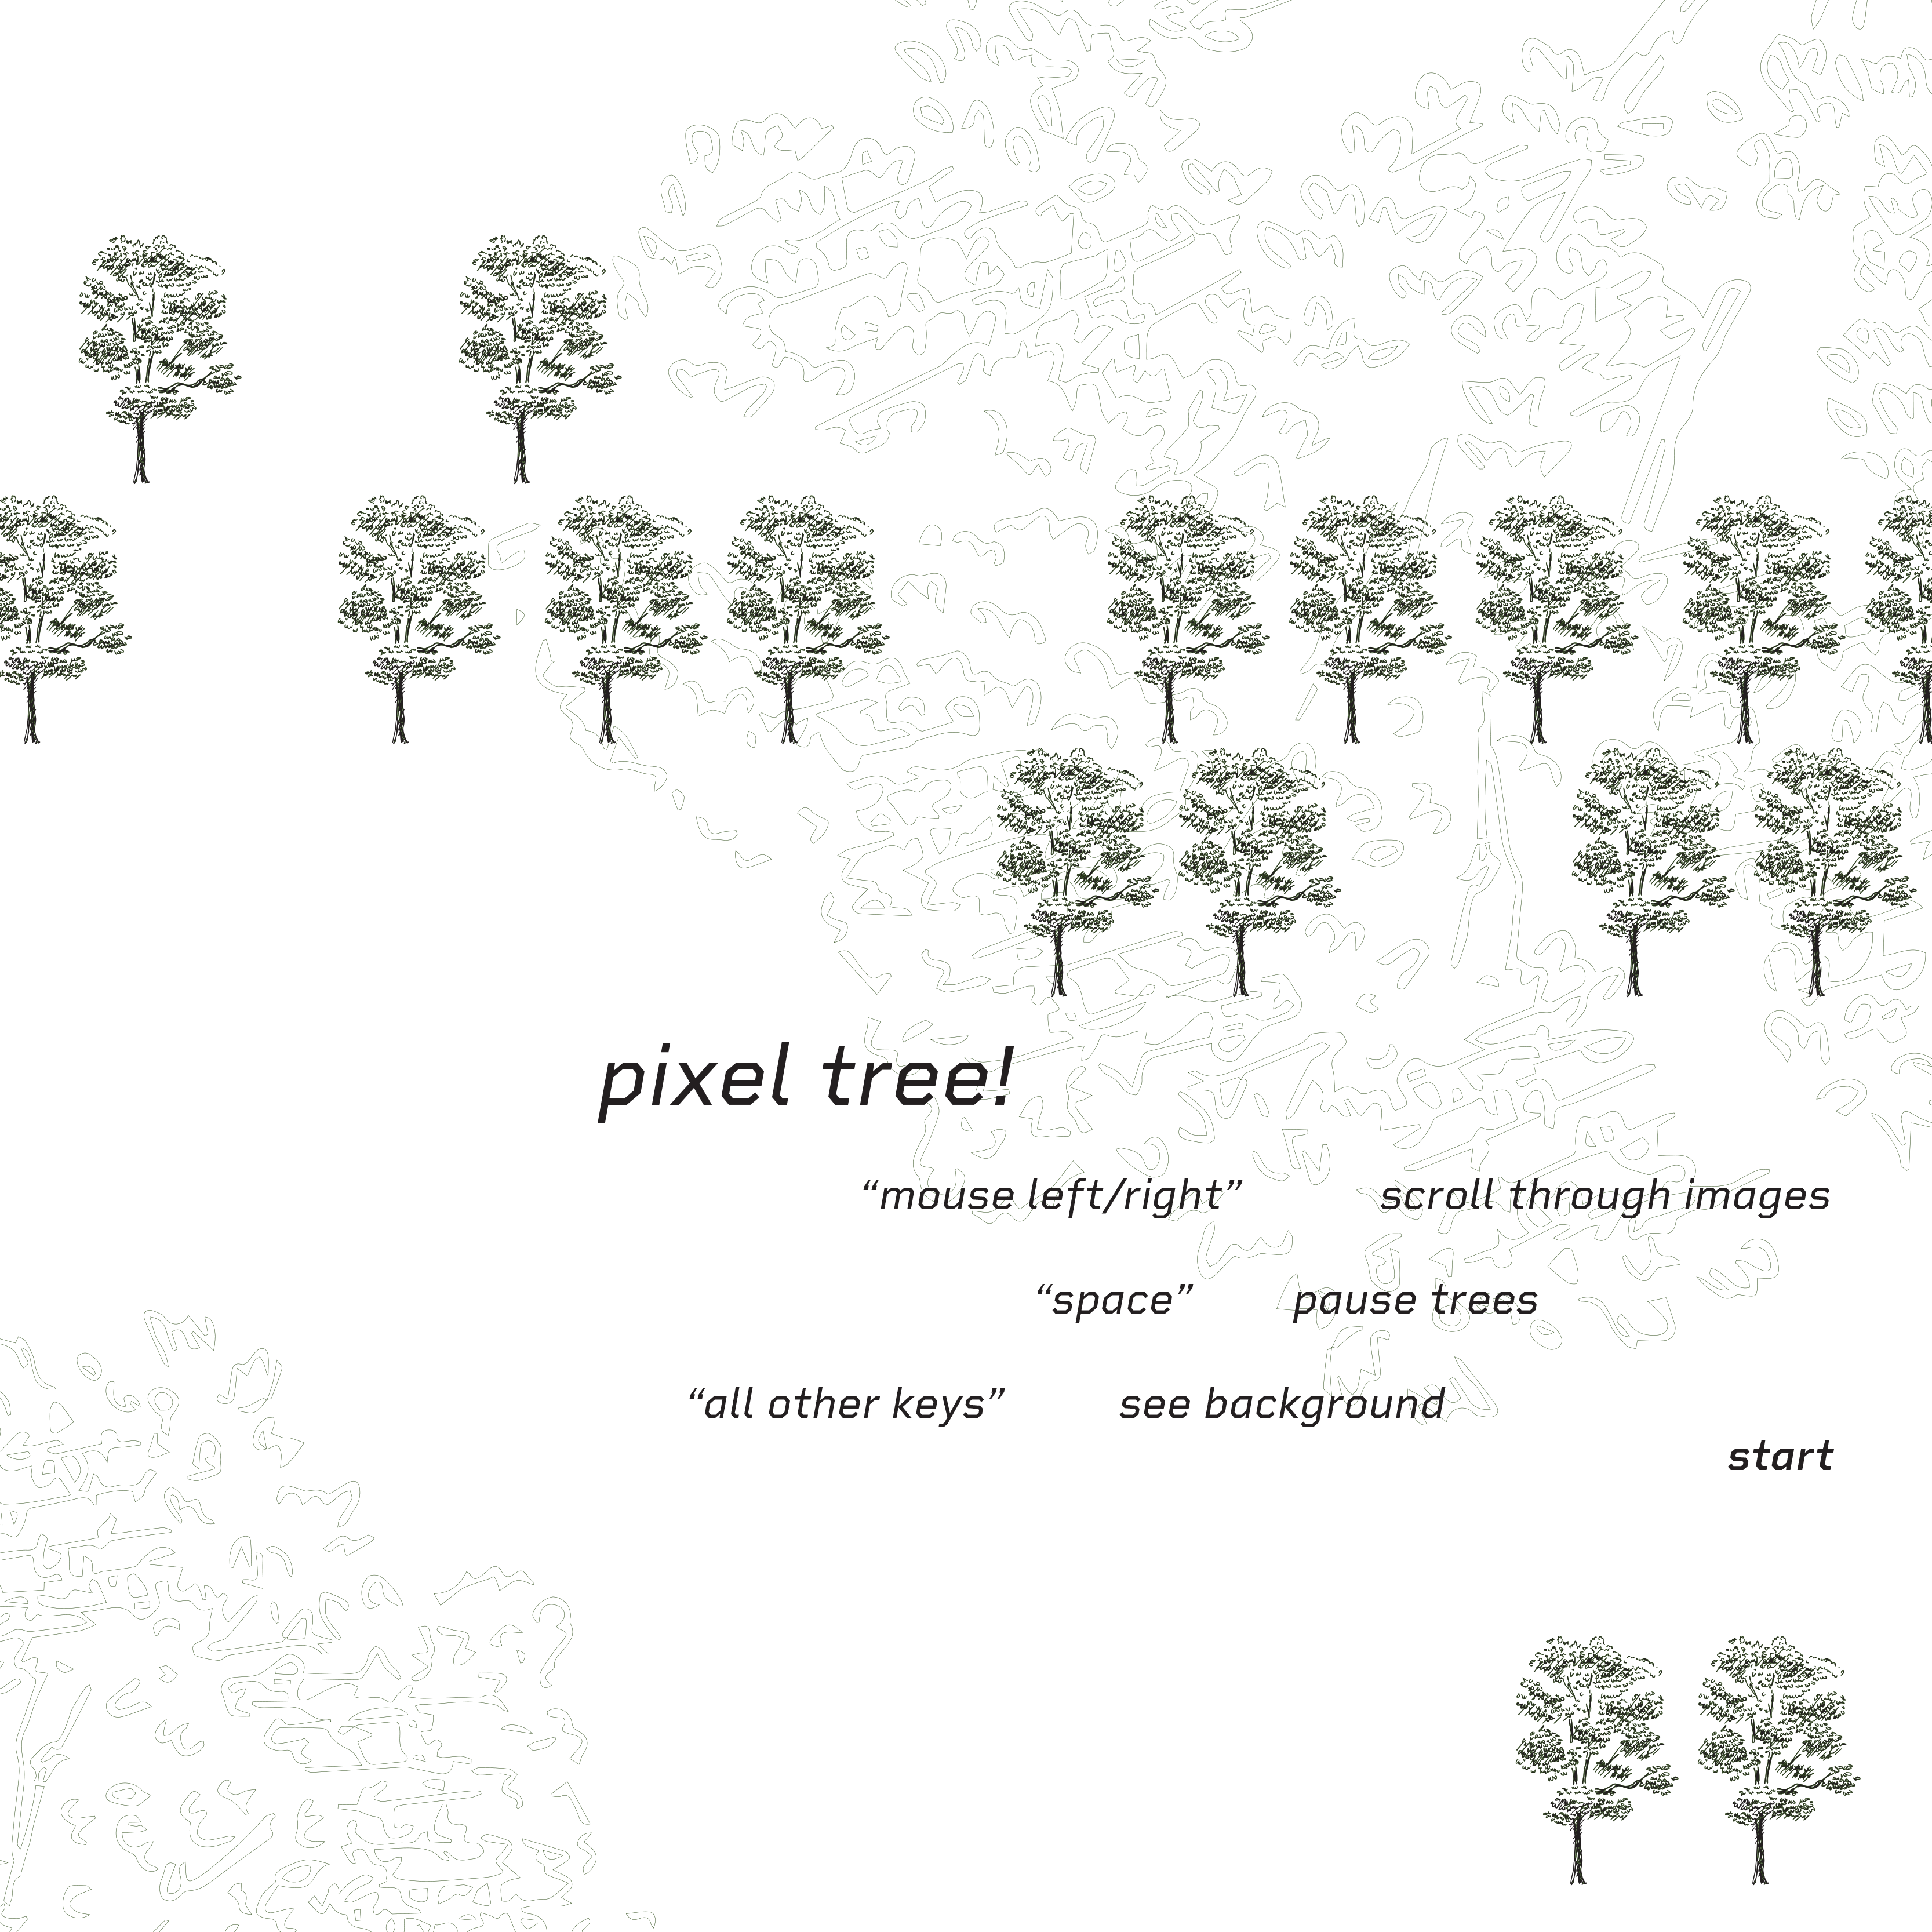 pixel tree!
“mouse left/right” scroll through images
“space” pause trees
“all other keys” see background
start